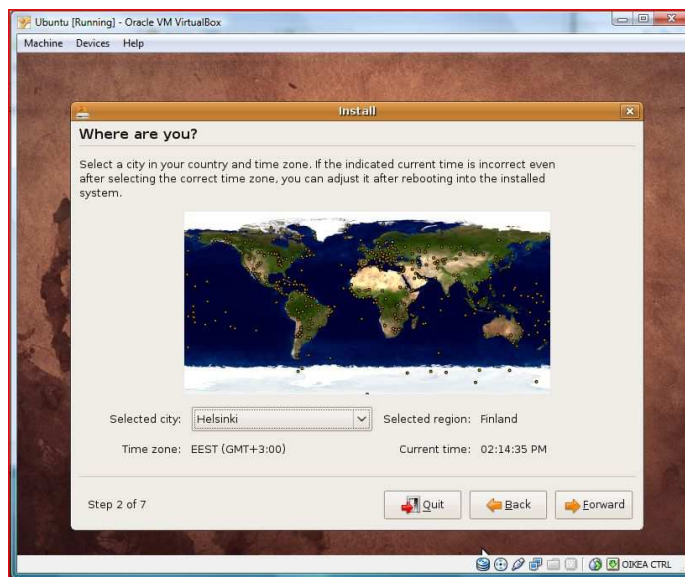 Ubuntu [Running] - Oracle VM VirtualBox
Machine Devices Help
Install
Where are you?
Select a city in your country and time zone. If the indicated current time is incorrect even
after selecting the correct time zone, you can adjust it after rebooting into the installed
system.
Selected city: Helsinki Selected region: Finland
Time zone: EEST (GMT+3:00) Current time: 02:14:35 PM
Step 2 of 7 Quit Back Forward
OIKEA CTRL